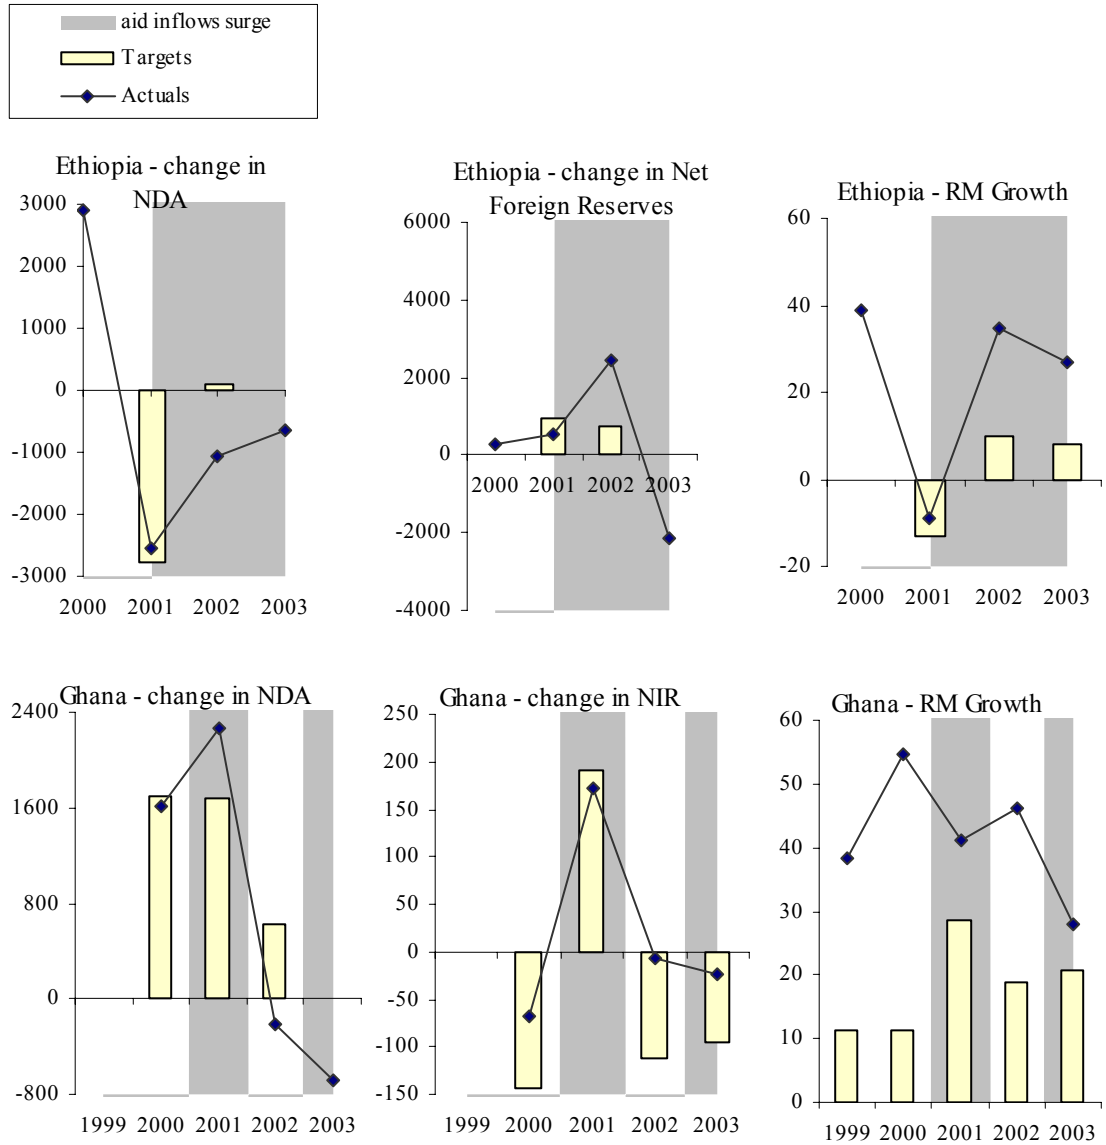 aid inflows surge
Targets
Actuals
Ethiopia - change in
NDA
3000
2000
1000
0
-1000
-2000
-3000
2000 2001 2002 2003
Ethiopia - change in Net
Foreign Reserves
6000
4000
2000
0
-2000
-4000
2000 2001 2002 2003
Ethiopia - RM Growth
60
40
20
0
-20
2000 2001 2002 2003
Ghana - change in NDA
2400
1600
800
0
-800
1999 2000 2001 2002 2003
Ghana - change in NIR
250
200
150
100
50
0
-50
-100
-150
1999 2000 2001 2002 2003
Ghana - RM Growth
60
50
40
30
20
10
0
1999 2000 2001 2002 2003